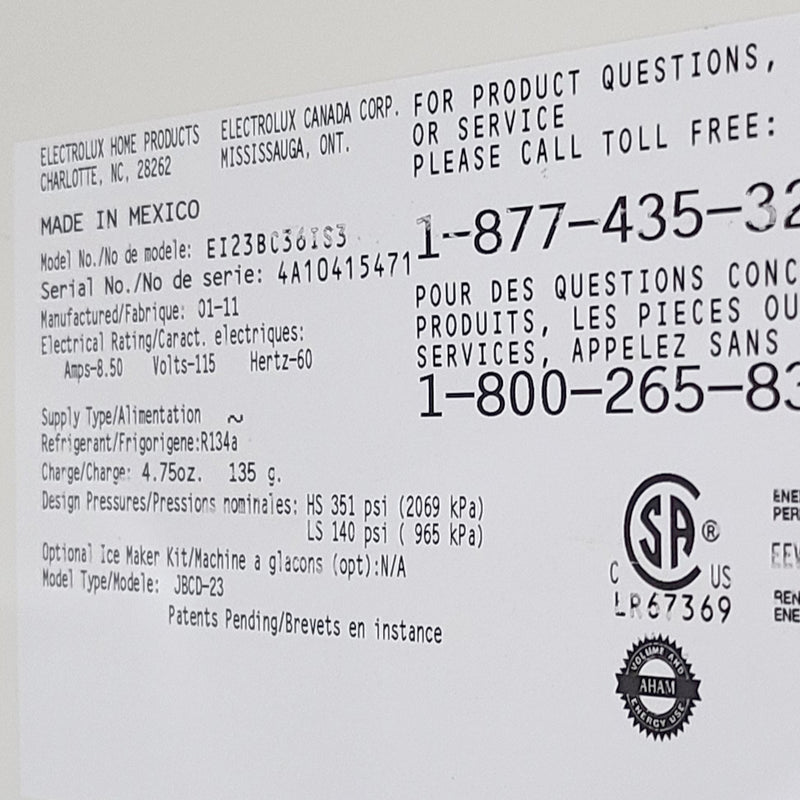 ELECTROLUX HOME PRODUCTS
CHARLOTTE, NC, 28262
ELECTROLUX CANADA CORP.
MISSISSAUGA, ONT.
MADE IN MEXICO
Model No./No de modele: EI23BC36IS3
Serial No./No de serie: 4A10415471
Manufactured/Fabrique: 01-11
Electrical Rating/Caract. electriques:
Amps-8.50 Volts-115 Hertz-60
Supply Type/Alimentation ~
Refrigerant/Frigorigene:R134a
Charge/Charge: 4.75oz. 135 g.
Design Pressures/Pressions nominales: HS 351 psi (2069 kPa)
LS 140 psi ( 965 kPa)
Optional Ice Maker Kit/Machine a glacons (opt):N/A
Model Type/Modele: JBCD-23
Patents Pending/Brevets en instance
FOR PRODUCT QUESTIONS,
OR SERVICE
PLEASE CALL TOLL FREE:
1-877-435-32
POUR DES QUESTIONS CONC
PRODUITS, LES PIECES OU
SERVICES, APPELEZ SANS
1-800-265-83
SA ®
C US
LR67369
VOLUME AND
AHAM
ENERGY USE
ENE
PER
EEV
REN
ENE